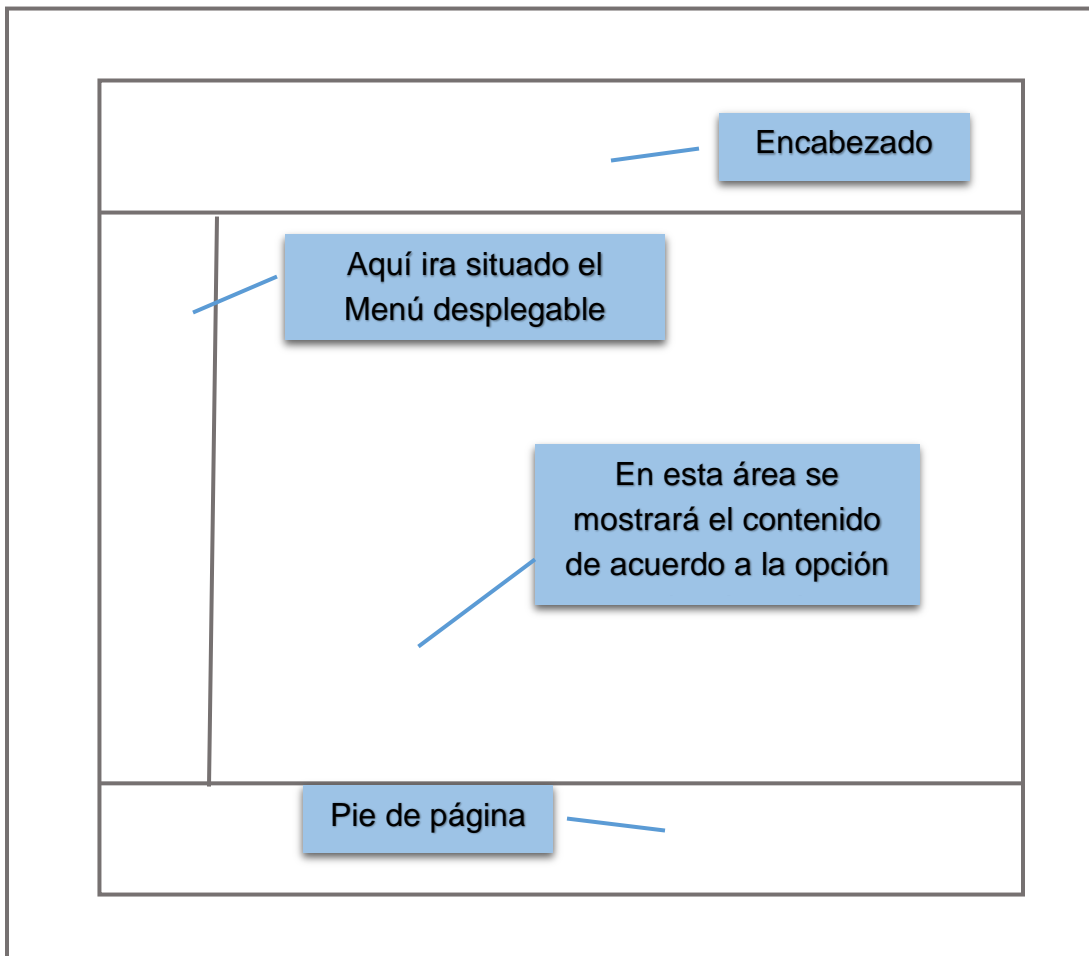 Encabezado
Aquí ira situado el
Menú desplegable
En esta área se
mostrará el contenido
de acuerdo a la opción
Pie de página